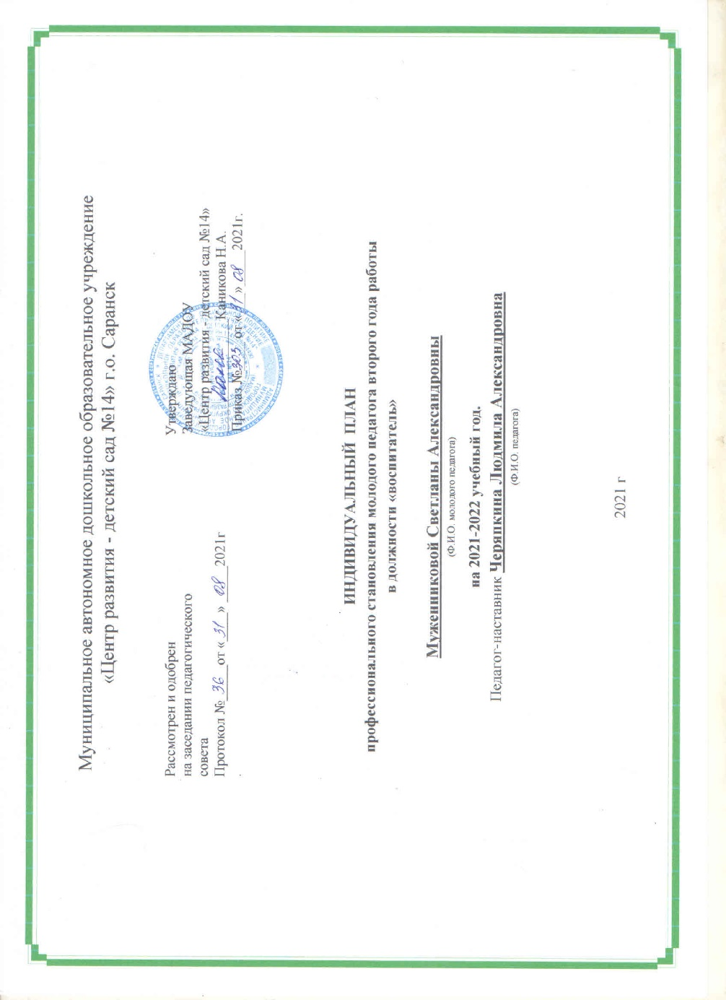 Муниципальное автономное дошкольное образовательное учреждение
«Центр развития - детский сад №14» г.о. Саранск
Рассмотрен и одобрен
на заседании педагогического
совета
Протокол № 36 от « 31 » 08 2021г
.
Утверждаю
Заведующая МАДОУ
«Центр развития - детский сад №14»
Каникова Н.А.
Приказ №303 от «31» 08 2021г.
ИНДИВИДУАЛЬНЫЙ ПЛАН
профессионального становления молодого педагога второго года работы
в должности «воспитатель»
Муженниковой Светланы Александровны
(Ф.И.О. молодого педагога)
на 2021-2022 учебный год.
Педагог-наставник Черяпкина Людмила Александровна
(Ф.И.О. педагога)
2021 г